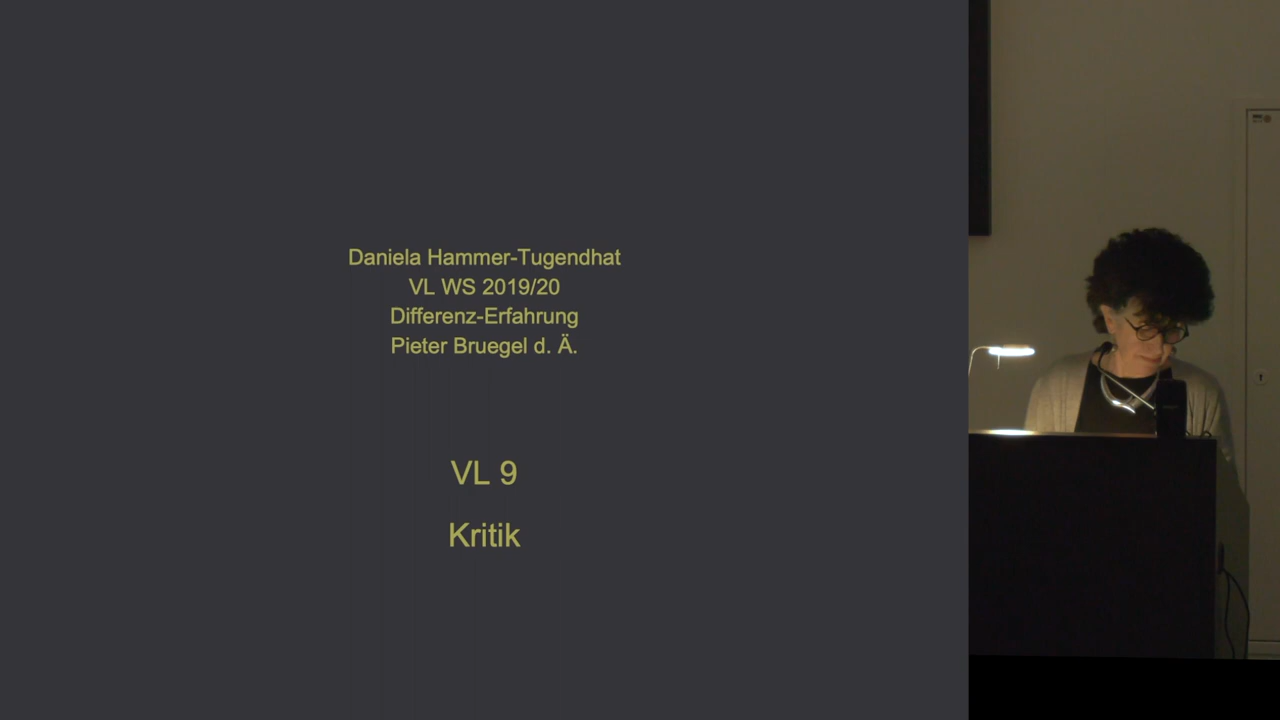 Daniela Hammer-Tugendhat
VL WS 2019/20
Differenz-Erfahrung
Pieter Bruegel d. Ä.
VL 9
Kritik